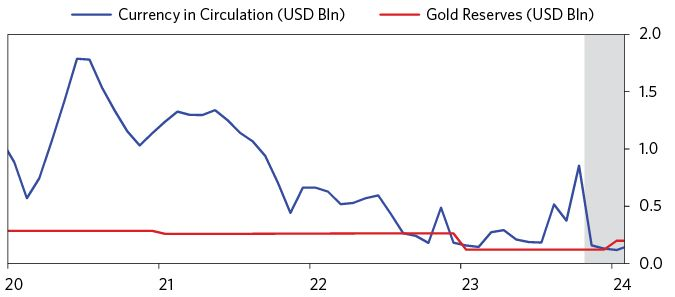 Currency in Circulation (USD Bln) Gold Reserves (USD Bln)
2.0
1.5
1.0
0.5
0.0
20 21 22 23 24